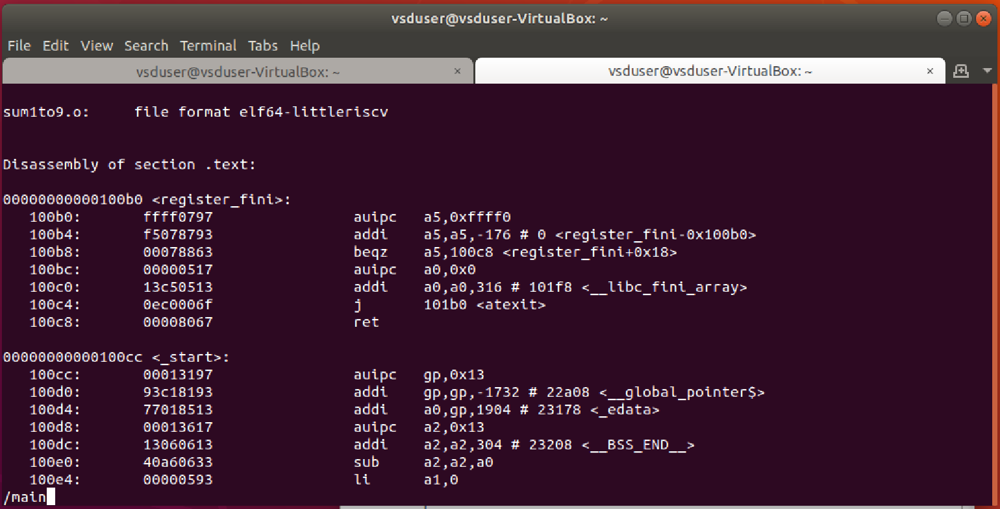 vsduser@vsduser-VirtualBox: ~
File Edit View Search Terminal Tabs Help
vsduser@vsduser-VirtualBox: ~ × vsduser@vsduser-VirtualBox: ~ ×
sum1to9.o:     file format elf64-littleriscv
Disassembly of section .text:
00000000000100b0 <register_fini>:
   100b0:       ffff0797                auipc   a5,0xffff0
   100b4:       f5078793                addi    a5,a5,-176 # 0 <register_fini-0x100b0>
   100b8:       00078863                beqz    a5,100c8 <register_fini+0x18>
   100bc:       00000517                auipc   a0,0x0
   100c0:       13c50513                addi    a0,a0,316 # 101f8 <__libc_fini_array>
   100c4:       0ec0006f                j       101b0 <atexit>
   100c8:       00008067                ret
00000000000100cc <_start>:
   100cc:       00013197                auipc   gp,0x13
   100d0:       93c18193                addi    gp,gp,-1732 # 22a08 <__global_pointer$>
   100d4:       77018513                addi    a0,gp,1904 # 23178 <_edata>
   100d8:       00013617                auipc   a2,0x13
   100dc:       13060613                addi    a2,a2,304 # 23208 <__BSS_END__>
   100e0:       40a60633                sub     a2,a2,a0
   100e4:       00000593                li      a1,0
/main